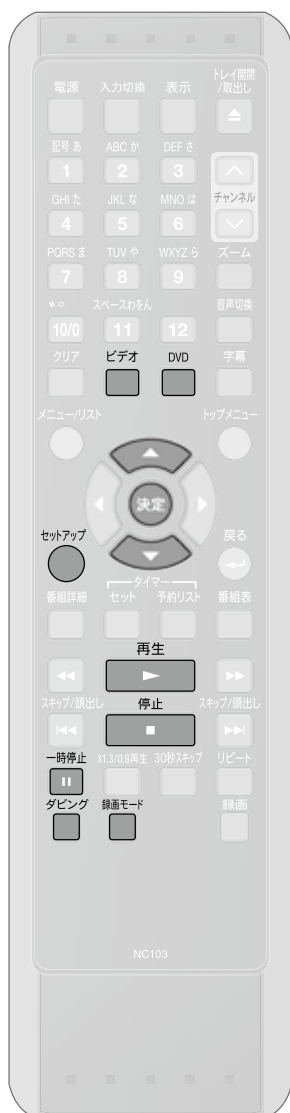 電源 入力切換 表示 トレイ開閉
/取出し
記号 あ ABC か DEF さ
1 2 3
GHI た JKL な MNO は チャンネル
4 5 6
PQRS ま TUV や WXYZ ら ズーム
7 8 9
゛゜ スペースわをん 音声切換
10/0 11 12
クリア ビデオ DVD 字幕
メニュー/リスト トップメニュー
決定
セットアップ 戻る
タイマー
番組詳細 セット 予約リスト 番組表
再生
スキップ/頭出し 停止 スキップ/頭出し
一時停止 X1.3/0.8再生 30秒スキップ リピート
ダビング 録画モード 録画
NC103